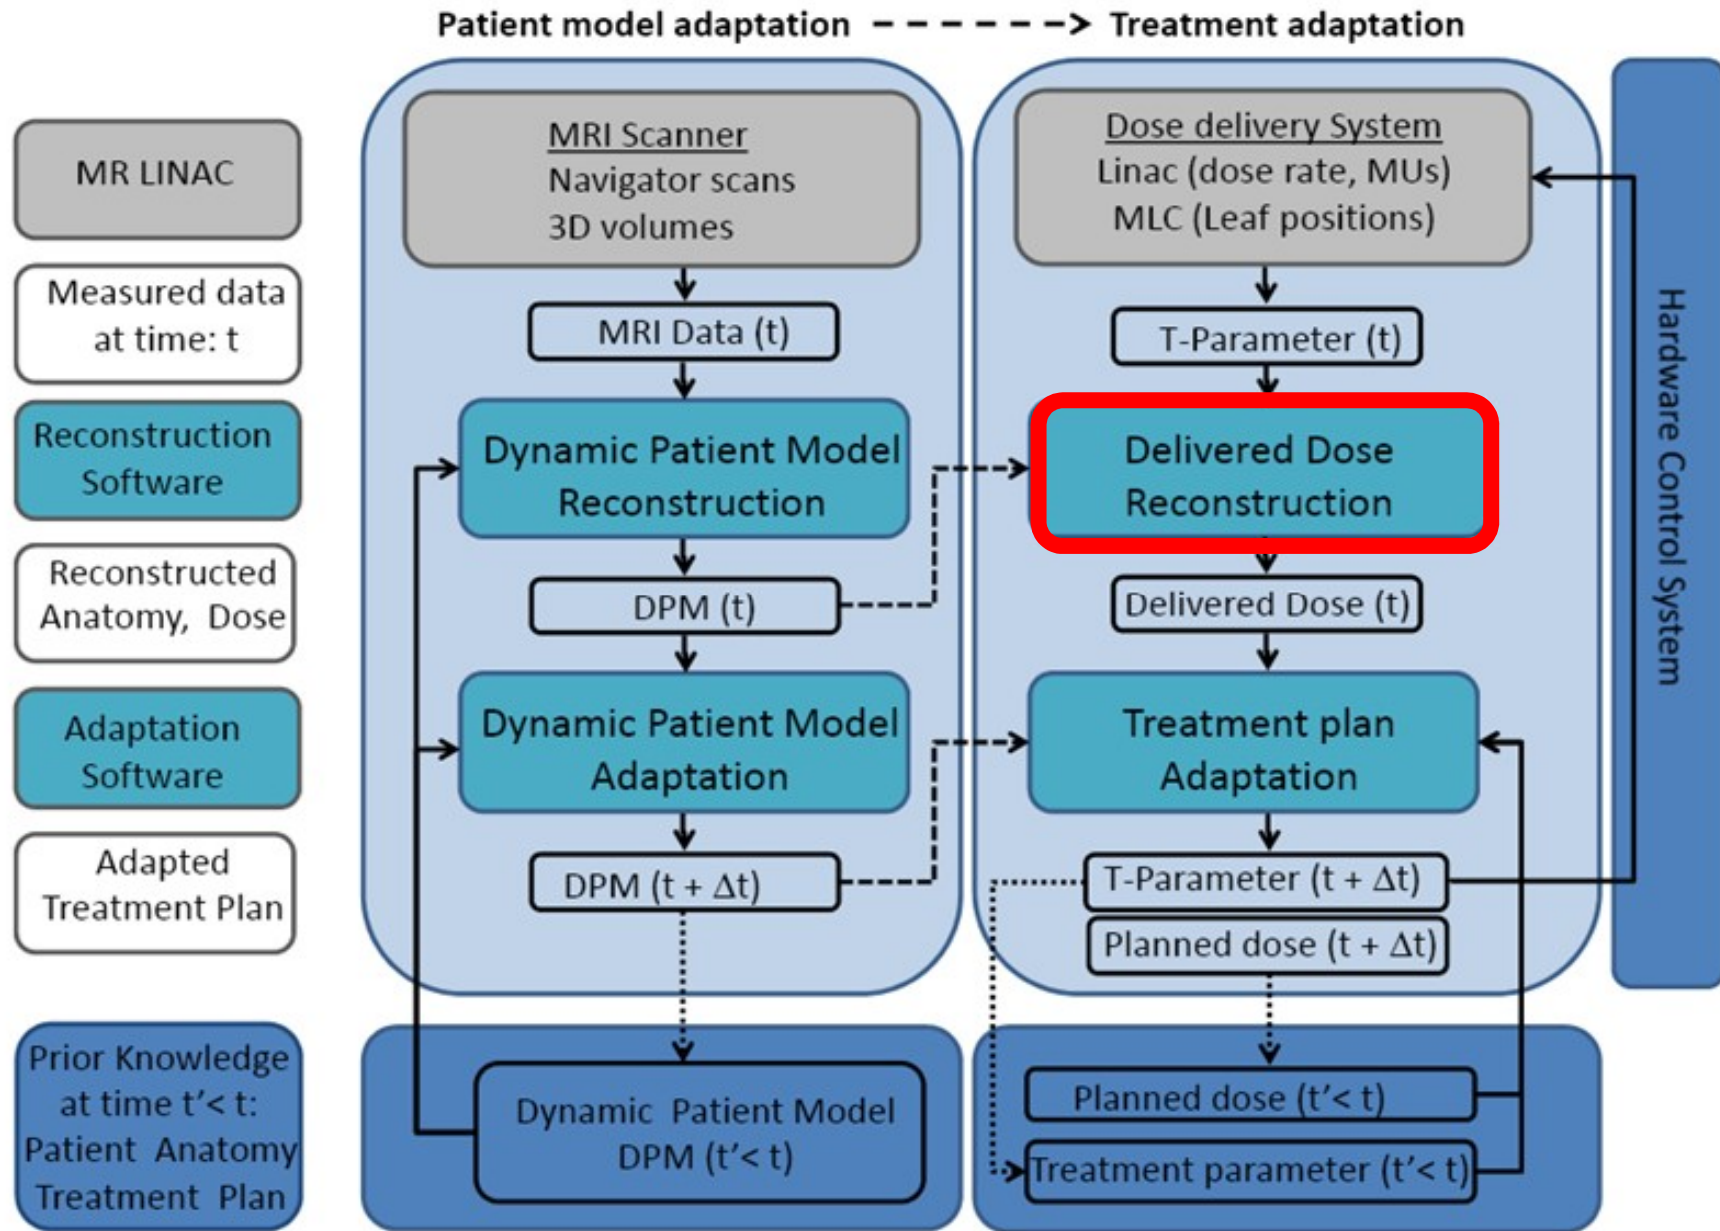 Patient model adaptation
Treatment adaptation
MR LINAC
Measured data
at time: t
Reconstruction
Software
Reconstructed
Anatomy, Dose
Adaptation
Software
Adapted
Treatment Plan
Prior Knowledge
at time t’< t:
Patient Anatomy
Treatment Plan
MRI Scanner
Navigator scans
3D volumes
MRI Data (t)
Dynamic Patient Model
Reconstruction
DPM (t)
Dynamic Patient Model
Adaptation
DPM (t + Δt)
Dynamic Patient Model
DPM (t’< t)
Dose delivery System
Linac (dose rate, MUs)
MLC (Leaf positions)
T-Parameter (t)
Delivered Dose
Reconstruction
Delivered Dose (t)
Treatment plan
Adaptation
T-Parameter (t + Δt)
Planned dose (t + Δt)
Planned dose (t’< t)
Treatment parameter (t’< t)
Hardware Control System